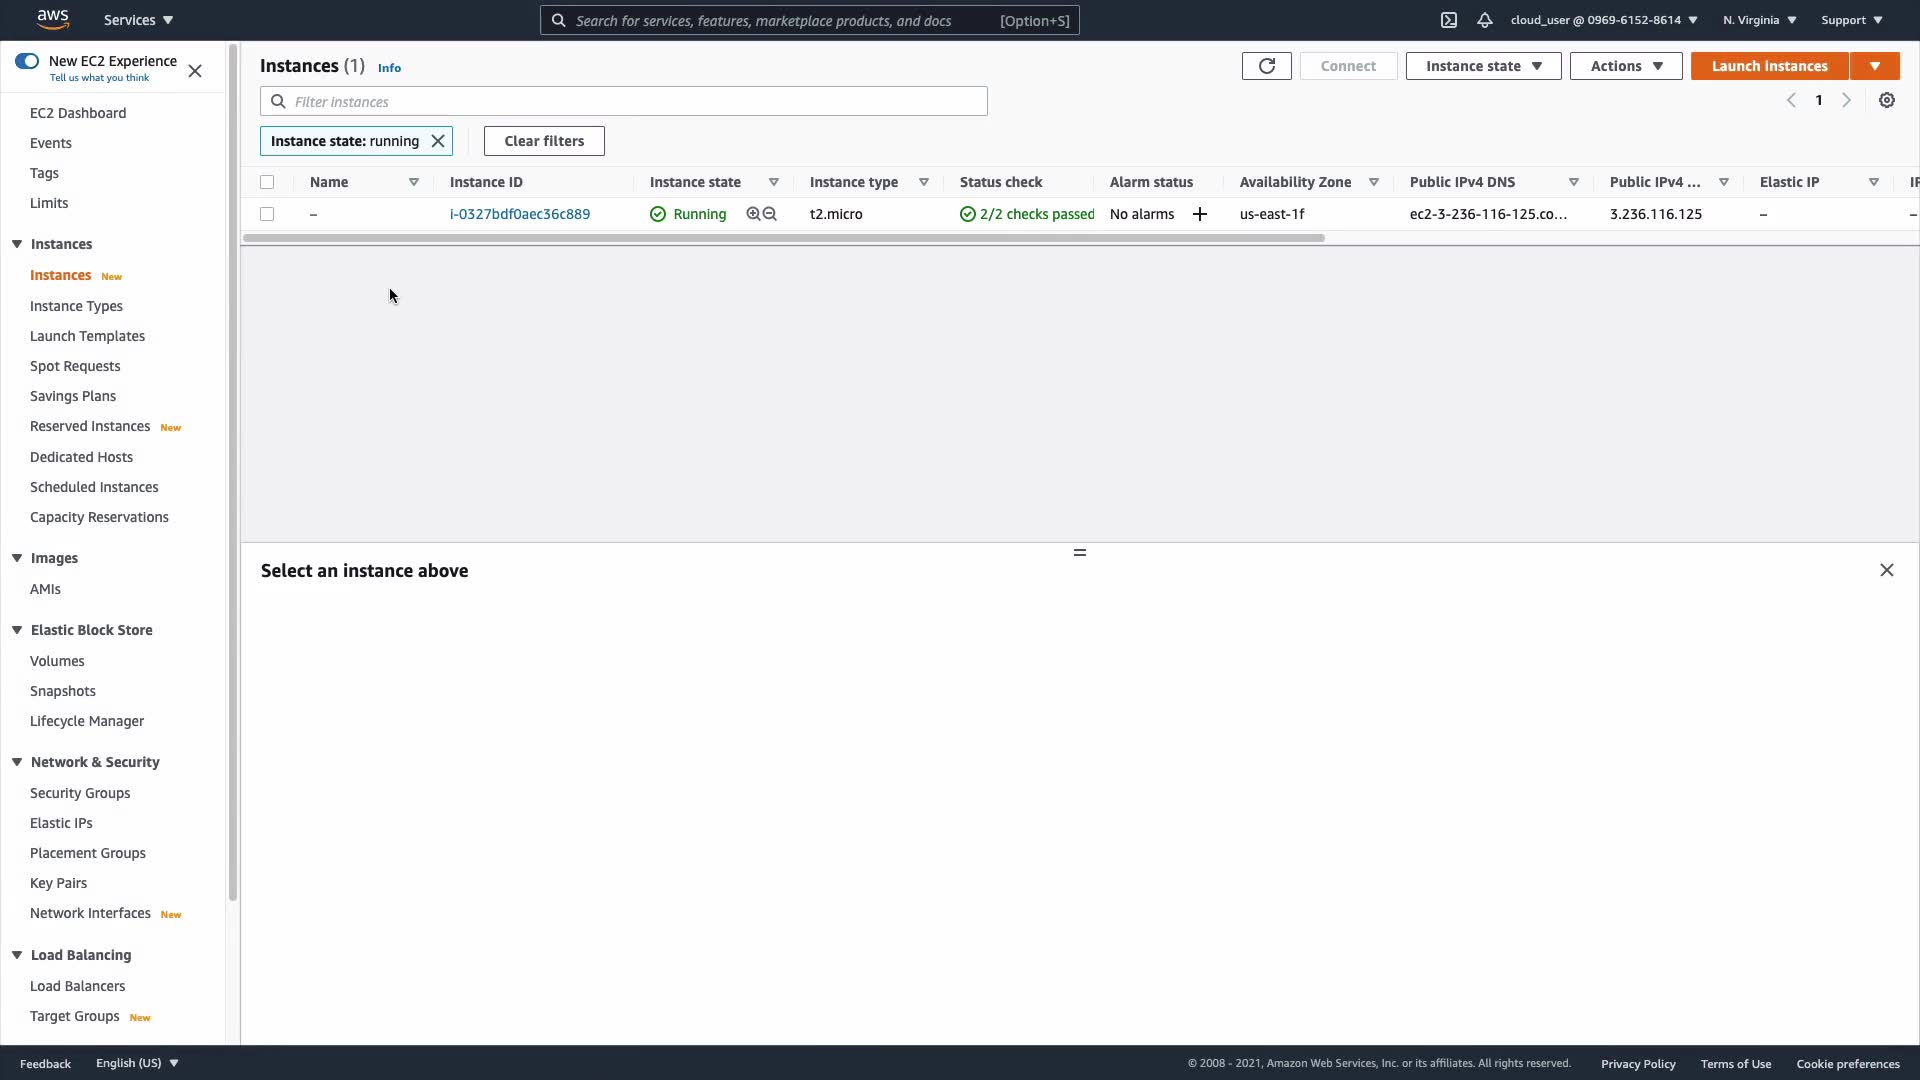 aws Services Search for services, features, marketplace products, and docs [Option+S] cloud_user @ 0969-6152-8614 N. Virginia Support
New EC2 Experience
Tell us what you think
EC2 Dashboard
Events
Tags
Limits
Instances
Instances New
Instance Types
Launch Templates
Spot Requests
Savings Plans
Reserved Instances New
Dedicated Hosts
Scheduled Instances
Capacity Reservations
Images
AMIs
Elastic Block Store
Volumes
Snapshots
Lifecycle Manager
Network & Security
Security Groups
Elastic IPs
Placement Groups
Key Pairs
Network Interfaces New
Load Balancing
Load Balancers
Target Groups New
Instances (1) Info Connect Instance state Actions Launch instances
Filter instances 1
Instance state: running Clear filters
Name Instance ID Instance state Instance type Status check Alarm status Availability Zone Public IPv4 DNS Public IPv4 ... Elastic IP
– i-0327bdf0aec36c889 Running t2.micro 2/2 checks passed No alarms + us-east-1f ec2-3-236-116-125.co... 3.236.116.125 – –
Select an instance above
Feedback English (US) © 2008 - 2021, Amazon Web Services, Inc. or its affiliates. All rights reserved. Privacy Policy Terms of Use Cookie preferences